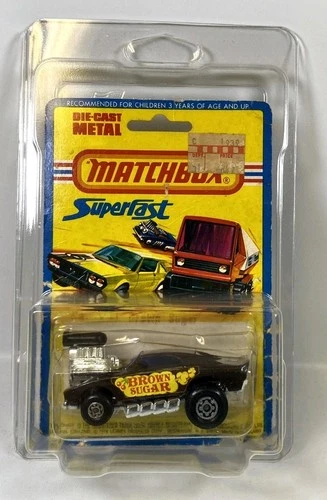 RECOMMENDED FOR CHILDREN 3 YEARS OF AGE AND UP
DIE-CAST
METAL
MATCHBOX®
SuperFast
BROWN
SUGAR